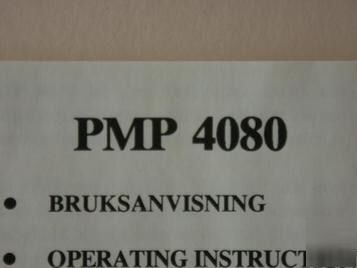 PMP 4080
• BRUKSANVISNING
• OPERATING INSTRUCT